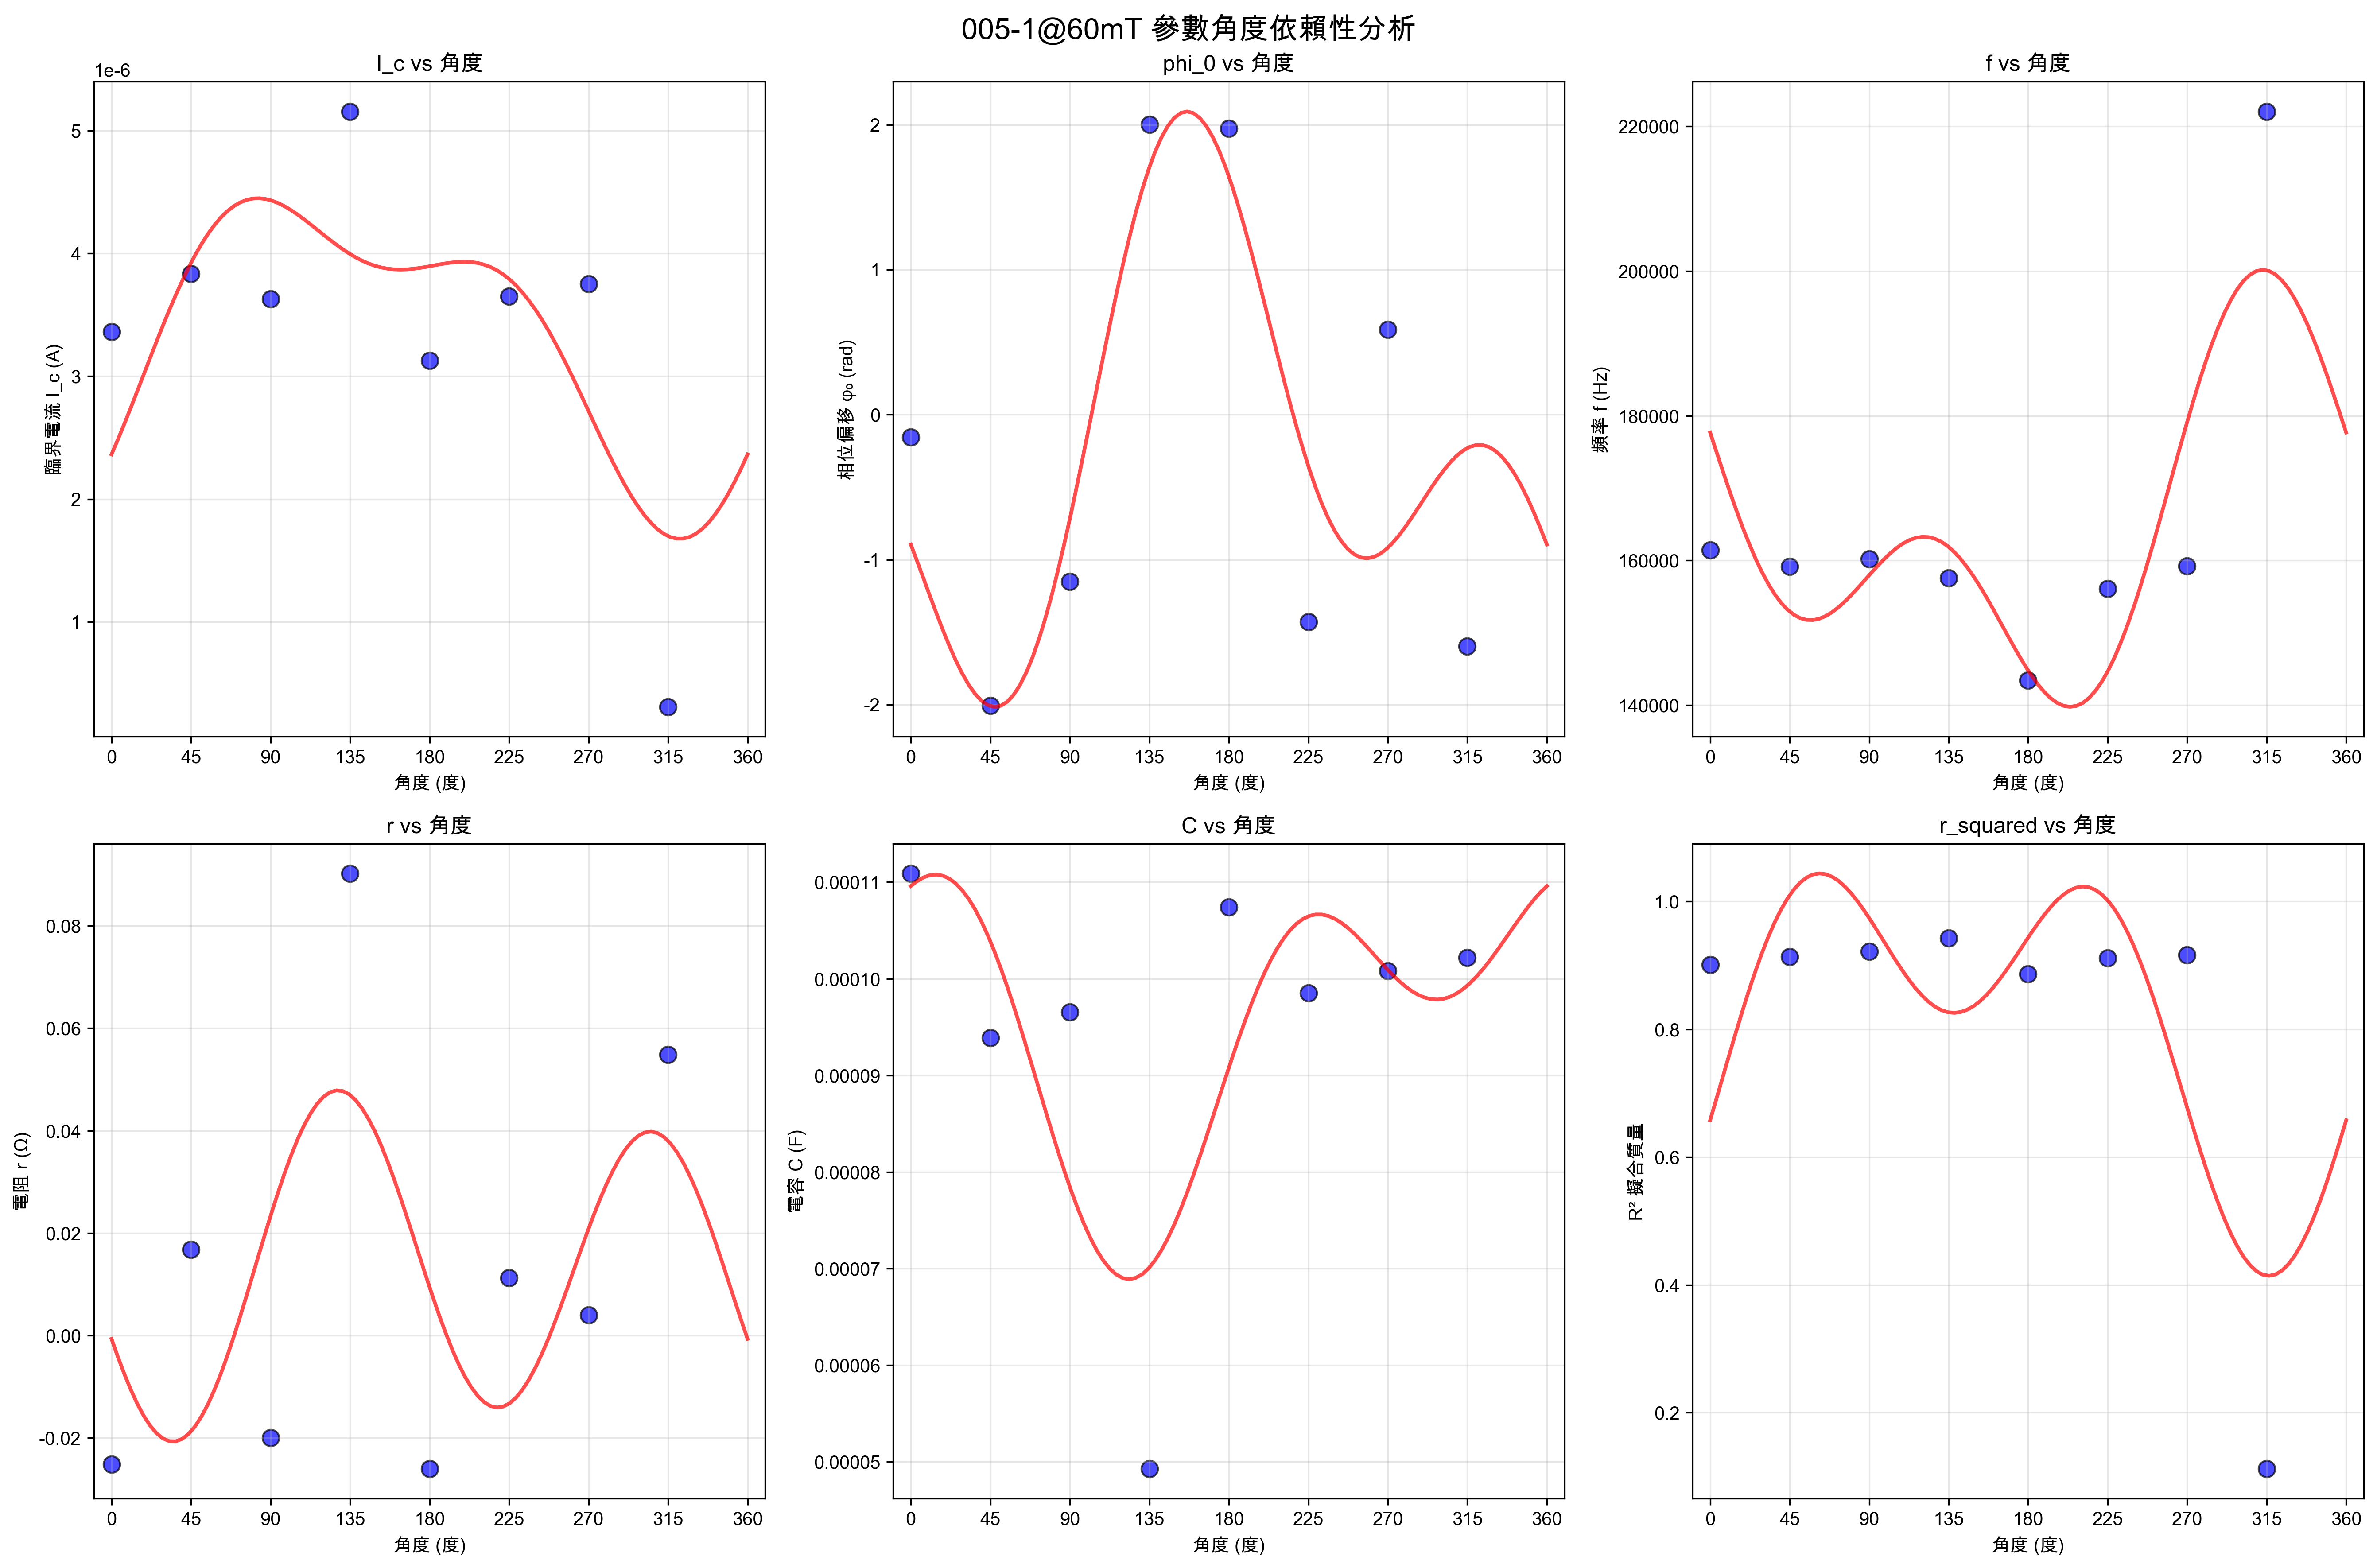 005-1@60mT 參數角度依賴性分析
I_c vs 角度
1e-6
臨界電流 I_c (A)
5
4
3
2
1
0 45 90 135 180 225 270 315 360
角度 (度)
phi_0 vs 角度
相位偏移 φ₀ (rad)
2
1
0
-1
-2
0 45 90 135 180 225 270 315 360
角度 (度)
f vs 角度
頻率 f (Hz)
220000
200000
180000
160000
140000
0 45 90 135 180 225 270 315 360
角度 (度)
r vs 角度
電阻 r (Ω)
0.08
0.06
0.04
0.02
0.00
-0.02
0 45 90 135 180 225 270 315 360
角度 (度)
C vs 角度
電容 C (F)
0.00011
0.00010
0.00009
0.00008
0.00007
0.00006
0.00005
0 45 90 135 180 225 270 315 360
角度 (度)
r_squared vs 角度
R² 擬合質量
1.0
0.8
0.6
0.4
0.2
0 45 90 135 180 225 270 315 360
角度 (度)